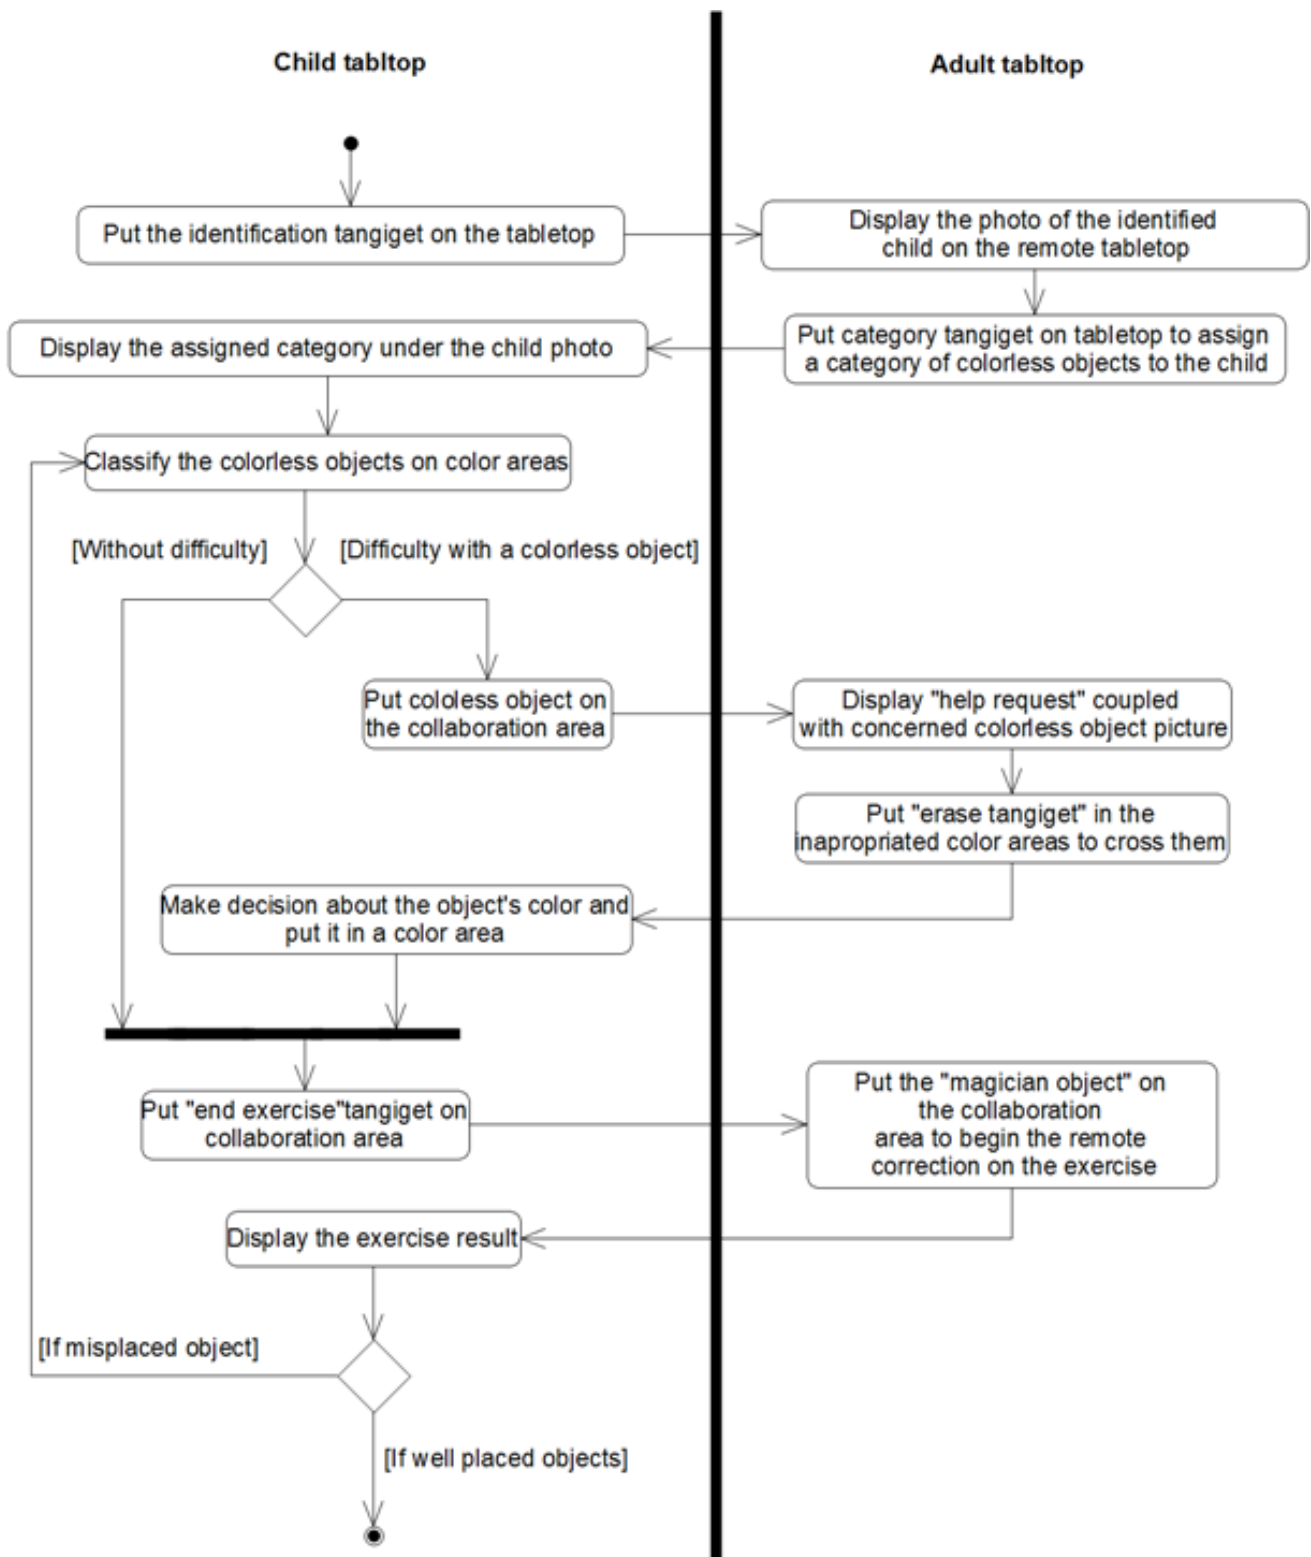 Child tabltop
Adult tabltop
Put the identification tangiget on the tabletop
Display the photo of the identified
child on the remote tabletop
Display the assigned category under the child photo
Put category tangiget on tabletop to assign
a category of colorless objects to the child
Classify the colorless objects on color areas
[Without difficulty]
[Difficulty with a colorless object]
Put cololess object on
the collaboration area
Display "help request" coupled
with concerned colorless object picture
Put "erase tangiget" in the
inapropriated color areas to cross them
Make decision about the object's color and
put it in a color area
Put "end exercise"tangiget on
collaboration area
Put the "magician object" on
the collaboration
area to begin the remote
correction on the exercise
Display the exercise result
[If misplaced object]
[If well placed objects]